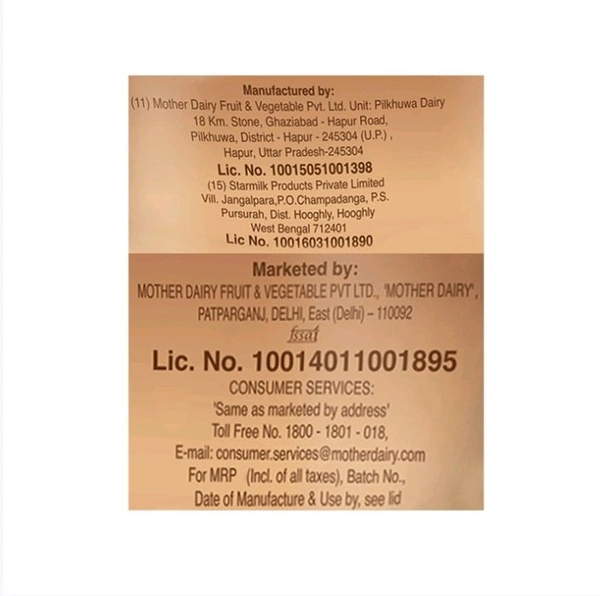 Manufactured by:
(11) Mother Dairy Fruit & Vegetable Pvt. Ltd. Unit: Pilkhuwa Dairy
18 Km. Stone, Ghaziabad - Hapur Road,
Pilkhuwa, District - Hapur - 245304 (U.P.) ,
Hapur, Uttar Pradesh-245304
Lic. No. 10015051001398
(15) Starmilk Products Private Limited
Vill. Jangalpara,P.O.Champadanga, P.S.
Pursurah, Dist. Hooghly, Hooghly
West Bengal 712401
Lic No. 10016031001890
Marketed by:
MOTHER DAIRY FRUIT & VEGETABLE PVT LTD., 'MOTHER DAIRY',
PATPARGANJ, DELHI, East (Delhi) – 110092
fssai
Lic. No. 10014011001895
CONSUMER SERVICES:
'Same as marketed by address'
Toll Free No. 1800 - 1801 - 018,
E-mail: consumer.services@motherdairy.com
For MRP (Incl. of all taxes), Batch No.,
Date of Manufacture & Use by, see lid